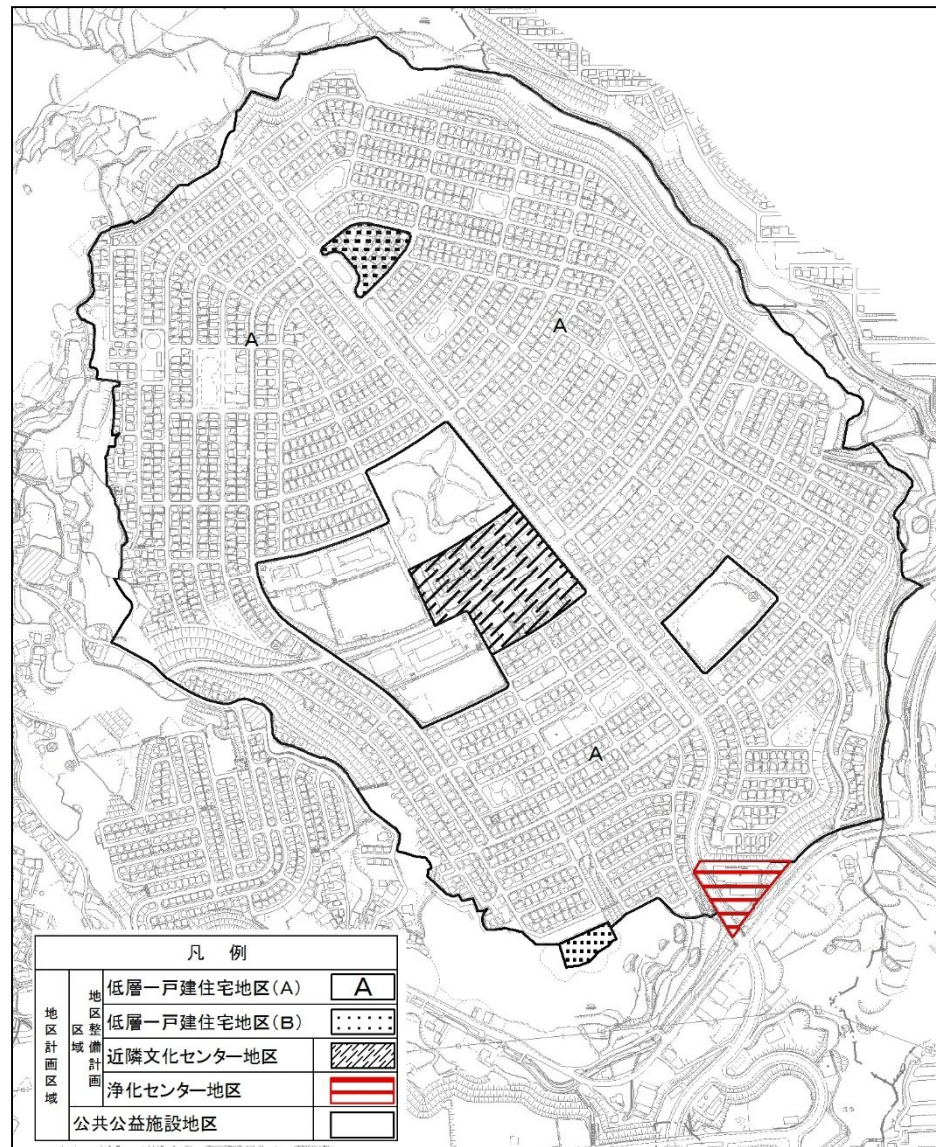 A
A
A
凡 例
地区計画区域
地区整備計画区域
低層一戸建住宅地区(A)
A
低層一戸建住宅地区(B)
近隣文化センター地区
浄化センター地区
公共公益施設地区